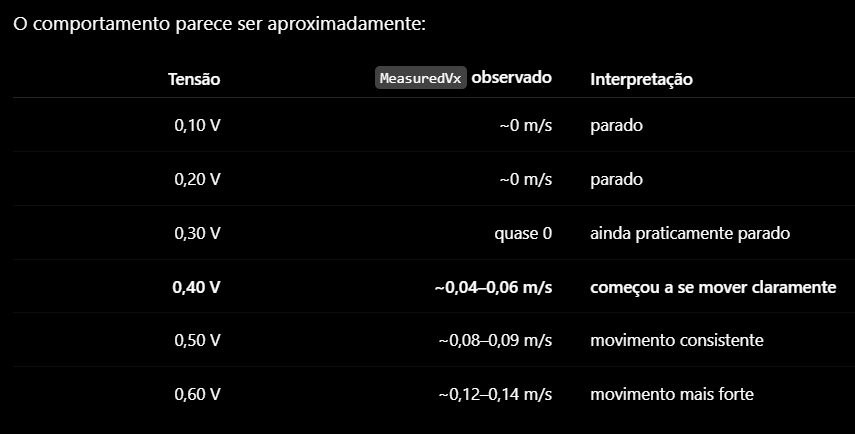 O comportamento parece ser aproximadamente:
Tensão MeasuredVx observado Interpretação
0,10 V ~0 m/s parado
0,20 V ~0 m/s parado
0,30 V quase 0 ainda praticamente parado
0,40 V ~0,04–0,06 m/s começou a se mover claramente
0,50 V ~0,08–0,09 m/s movimento consistente
0,60 V ~0,12–0,14 m/s movimento mais forte